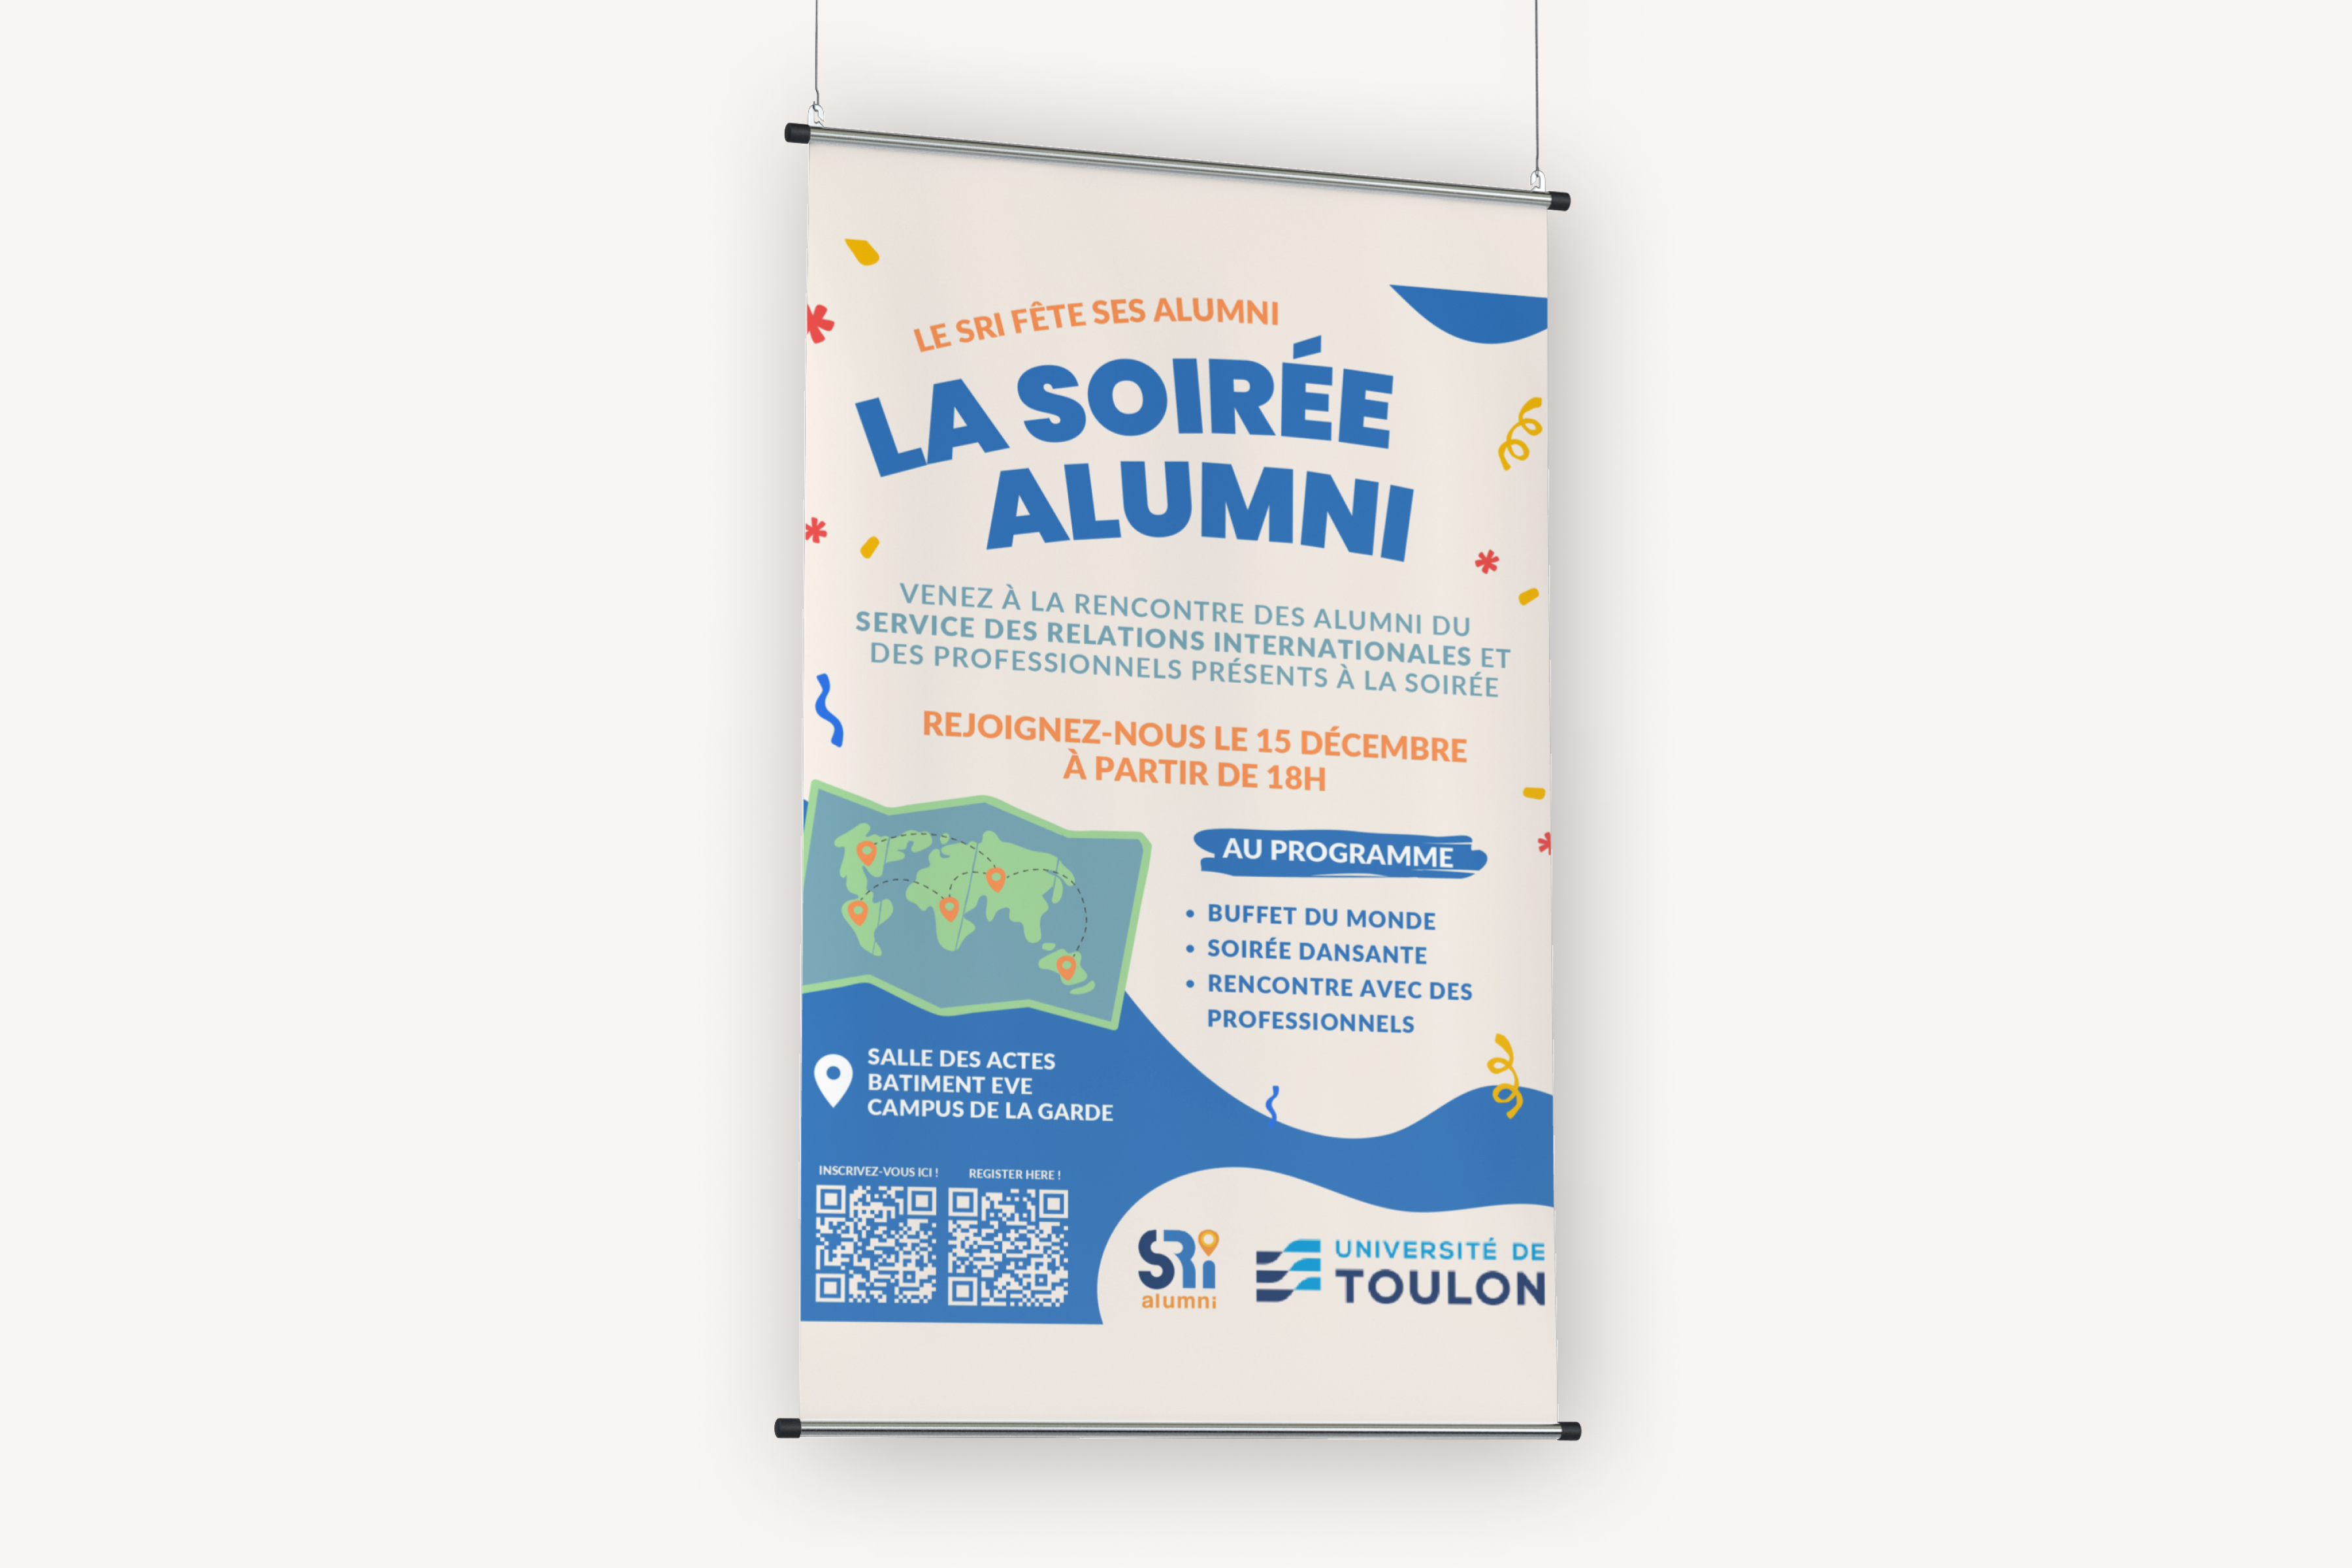 LE SRI FÊTE SES ALUMNI
LA SOIRÉE
ALUMNI
VENEZ À LA RENCONTRE DES ALUMNI DU
SERVICE DES RELATIONS INTERNATIONALES ET
DES PROFESSIONNELS PRÉSENTS À LA SOIRÉE
REJOIGNEZ-NOUS LE 15 DÉCEMBRE
À PARTIR DE 18H
AU PROGRAMME
• BUFFET DU MONDE
• SOIRÉE DANSANTE
• RENCONTRE AVEC DES
PROFESSIONNELS
SALLE DES ACTES
BATIMENT EVE
CAMPUS DE LA GARDE
INSCRIVEZ-VOUS ICI !
REGISTER HERE !
SRi
alumni
UNIVERSITÉ DE
TOULON